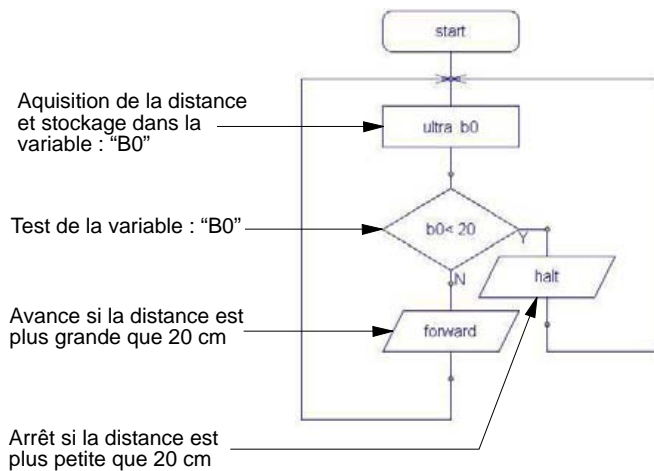 start
Aquisition de la distance
et stockage dans la
variable : “B0”
ultra b0
Test de la variable : “B0”
b0< 20
Y
N
halt
Avance si la distance est
plus grande que 20 cm
forward
Arrêt si la distance est
plus petite que 20 cm